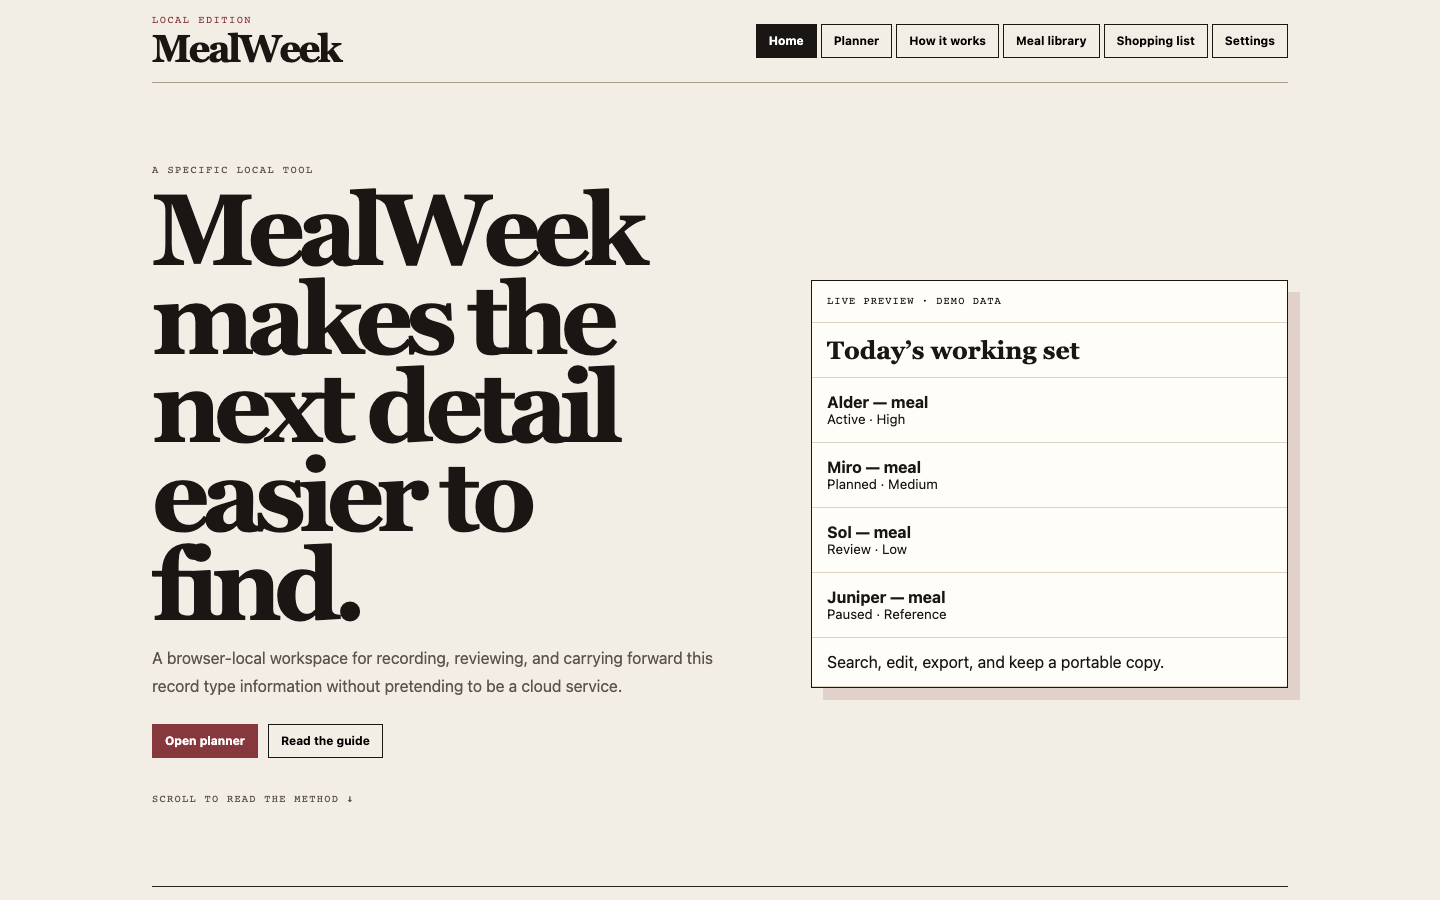 LOCAL EDITION
MealWeek
Home
Planner
How it works
Meal library
Shopping list
Settings
A SPECIFIC LOCAL TOOL
MealWeek
makes the
next detail
easier to
find.
A browser-local workspace for recording, reviewing, and carrying forward this
record type information without pretending to be a cloud service.
Open planner
Read the guide
SCROLL TO READ THE METHOD ↓
LIVE PREVIEW · DEMO DATA
Today’s working set
Alder — meal
Active · High
Miro — meal
Planned · Medium
Sol — meal
Review · Low
Juniper — meal
Paused · Reference
Search, edit, export, and keep a portable copy.